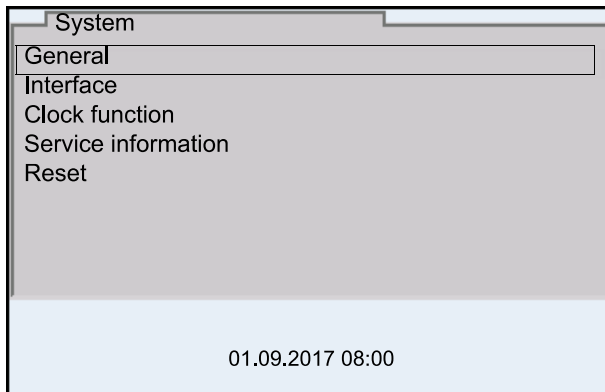 System
General
Interface
Clock function
Service information
Reset
01.09.2017 08:00